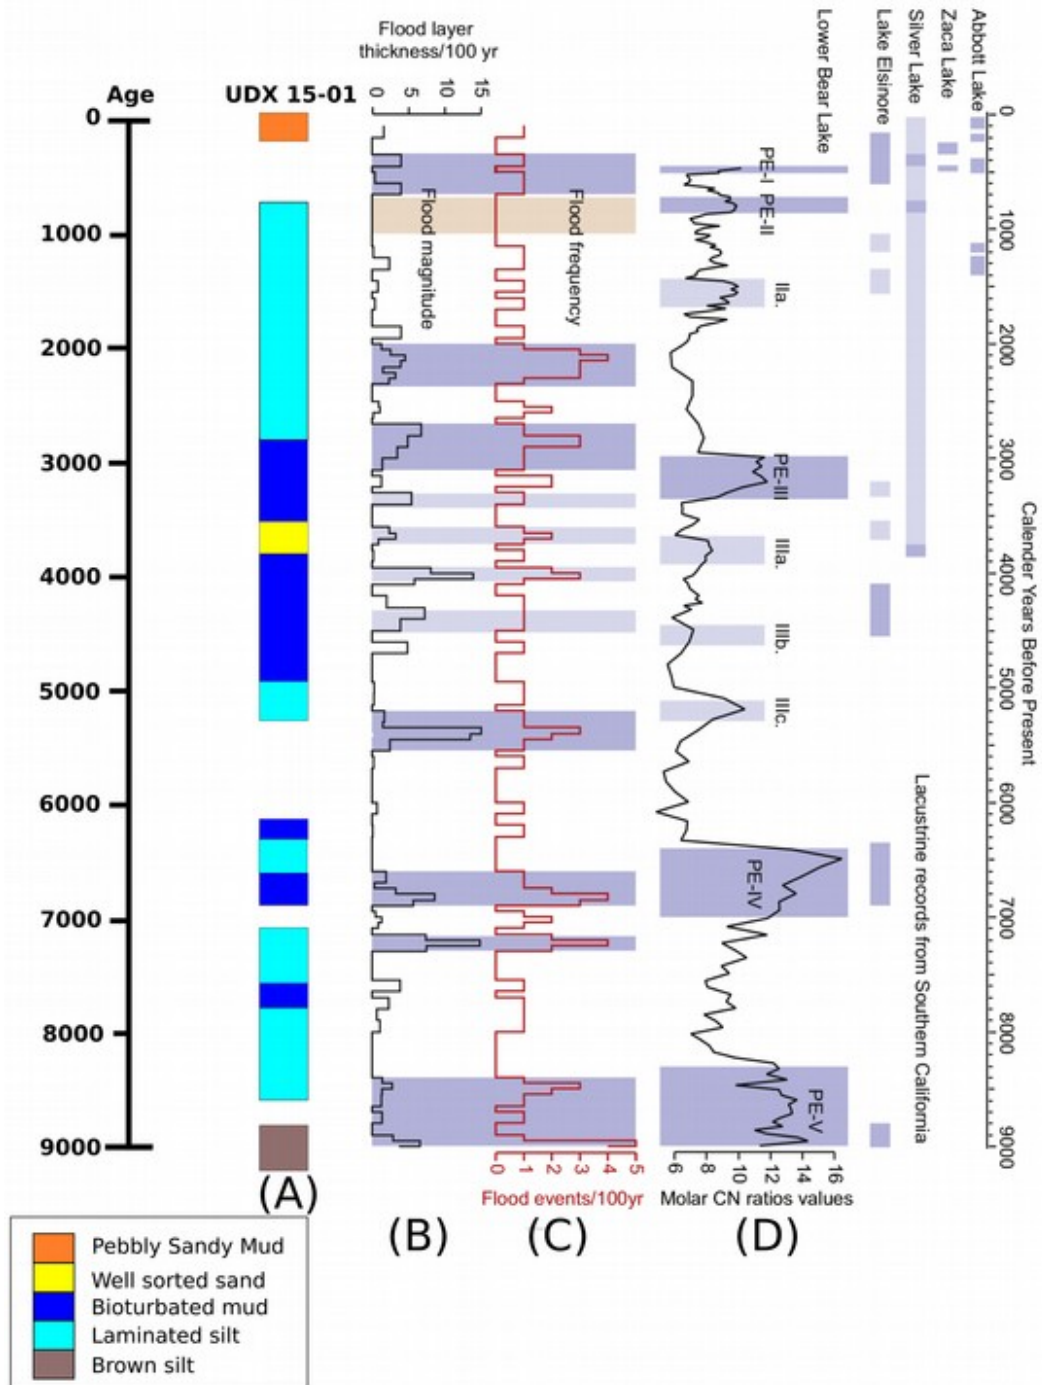 Flood layer
thickness/100 yr
0 5 10 15
Age
UDX 15-01
0
1000
2000
3000
4000
5000
6000
7000
8000
9000
Flood magnitude
Flood frequency
0 1 2 3 4 5
Flood events/100yr
Lower Bear Lake
Lake Elsinore
Silver Lake
Zaca Lake
Abbott Lake
PE-I
PE-II
IIa.
PE-III
IIIa.
IIIb.
IIIc.
PE-IV
PE-V
6 8 10 12 14 16
Molar CN ratios values
Lacustrine records from Southern California
0 1000 2000 3000 4000 5000 6000 7000 8000 9000
Calender Years Before Present
(A)
(B)
(C)
(D)
Pebbly Sandy Mud
Well sorted sand
Bioturbated mud
Laminated silt
Brown silt